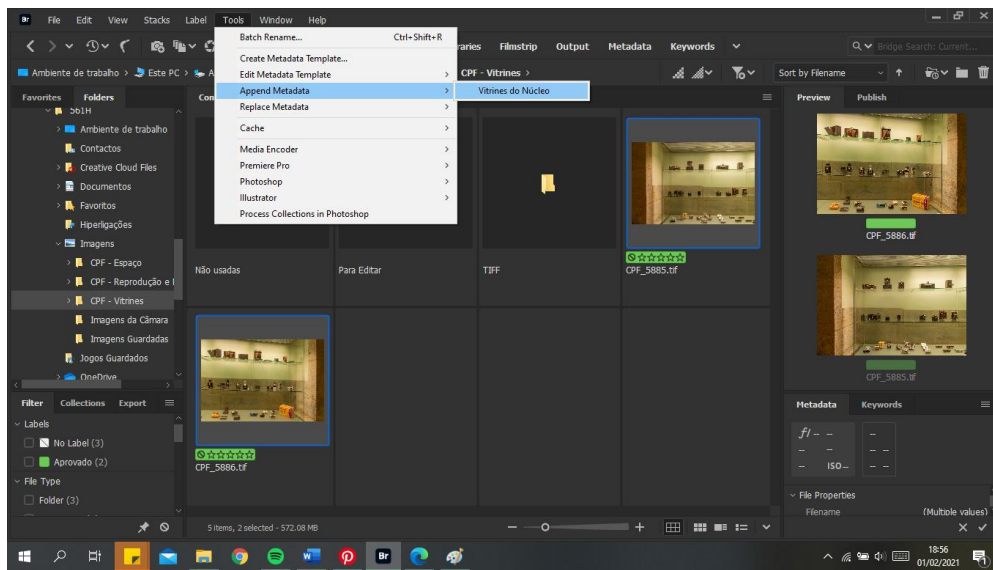 Br File Edit View Stacks Label Tools Window Help
Batch Rename... Ctrl+Shift+R
Create Metadata Template...
Edit Metadata Template
Append Metadata
Vitrines do Núcleo
Replace Metadata
Cache
Media Encoder
Premiere Pro
Photoshop
Illustrator
Process Collections in Photoshop
raries Filmstrip Output Metadata Keywords
Bridge Search: Current...
Ambiente de trabalho > Este PC > A
CPF - Vitrines >
Sort by Filename
Favorites Folders
561H
Ambiente de trabalho
Contactos
Creative Cloud Files
Documentos
Favoritos
Hiperligações
Imagens
CPF - Espaço
CPF - Reprodução e
CPF - Vitrines
Imagens da Câmara
Imagens Guardadas
Jogos Guardados
OneDrive
Filter Collections Export
Labels
No Label (3)
Aprovado (2)
File Type
Folder (3)
Con
Não usadas
Para Editar
TIFF
CPF_5885.tif
CPF_5886.tif
5 items, 2 selected - 572.08 MB
Preview Publish
CPF_5886.tif
CPF_5885.tif
Metadata Keywords
f/ -- --
-- --
-- ISO --
--
-- --
File Properties
Filename (Multiple values)
Br
18:56
01/02/2021